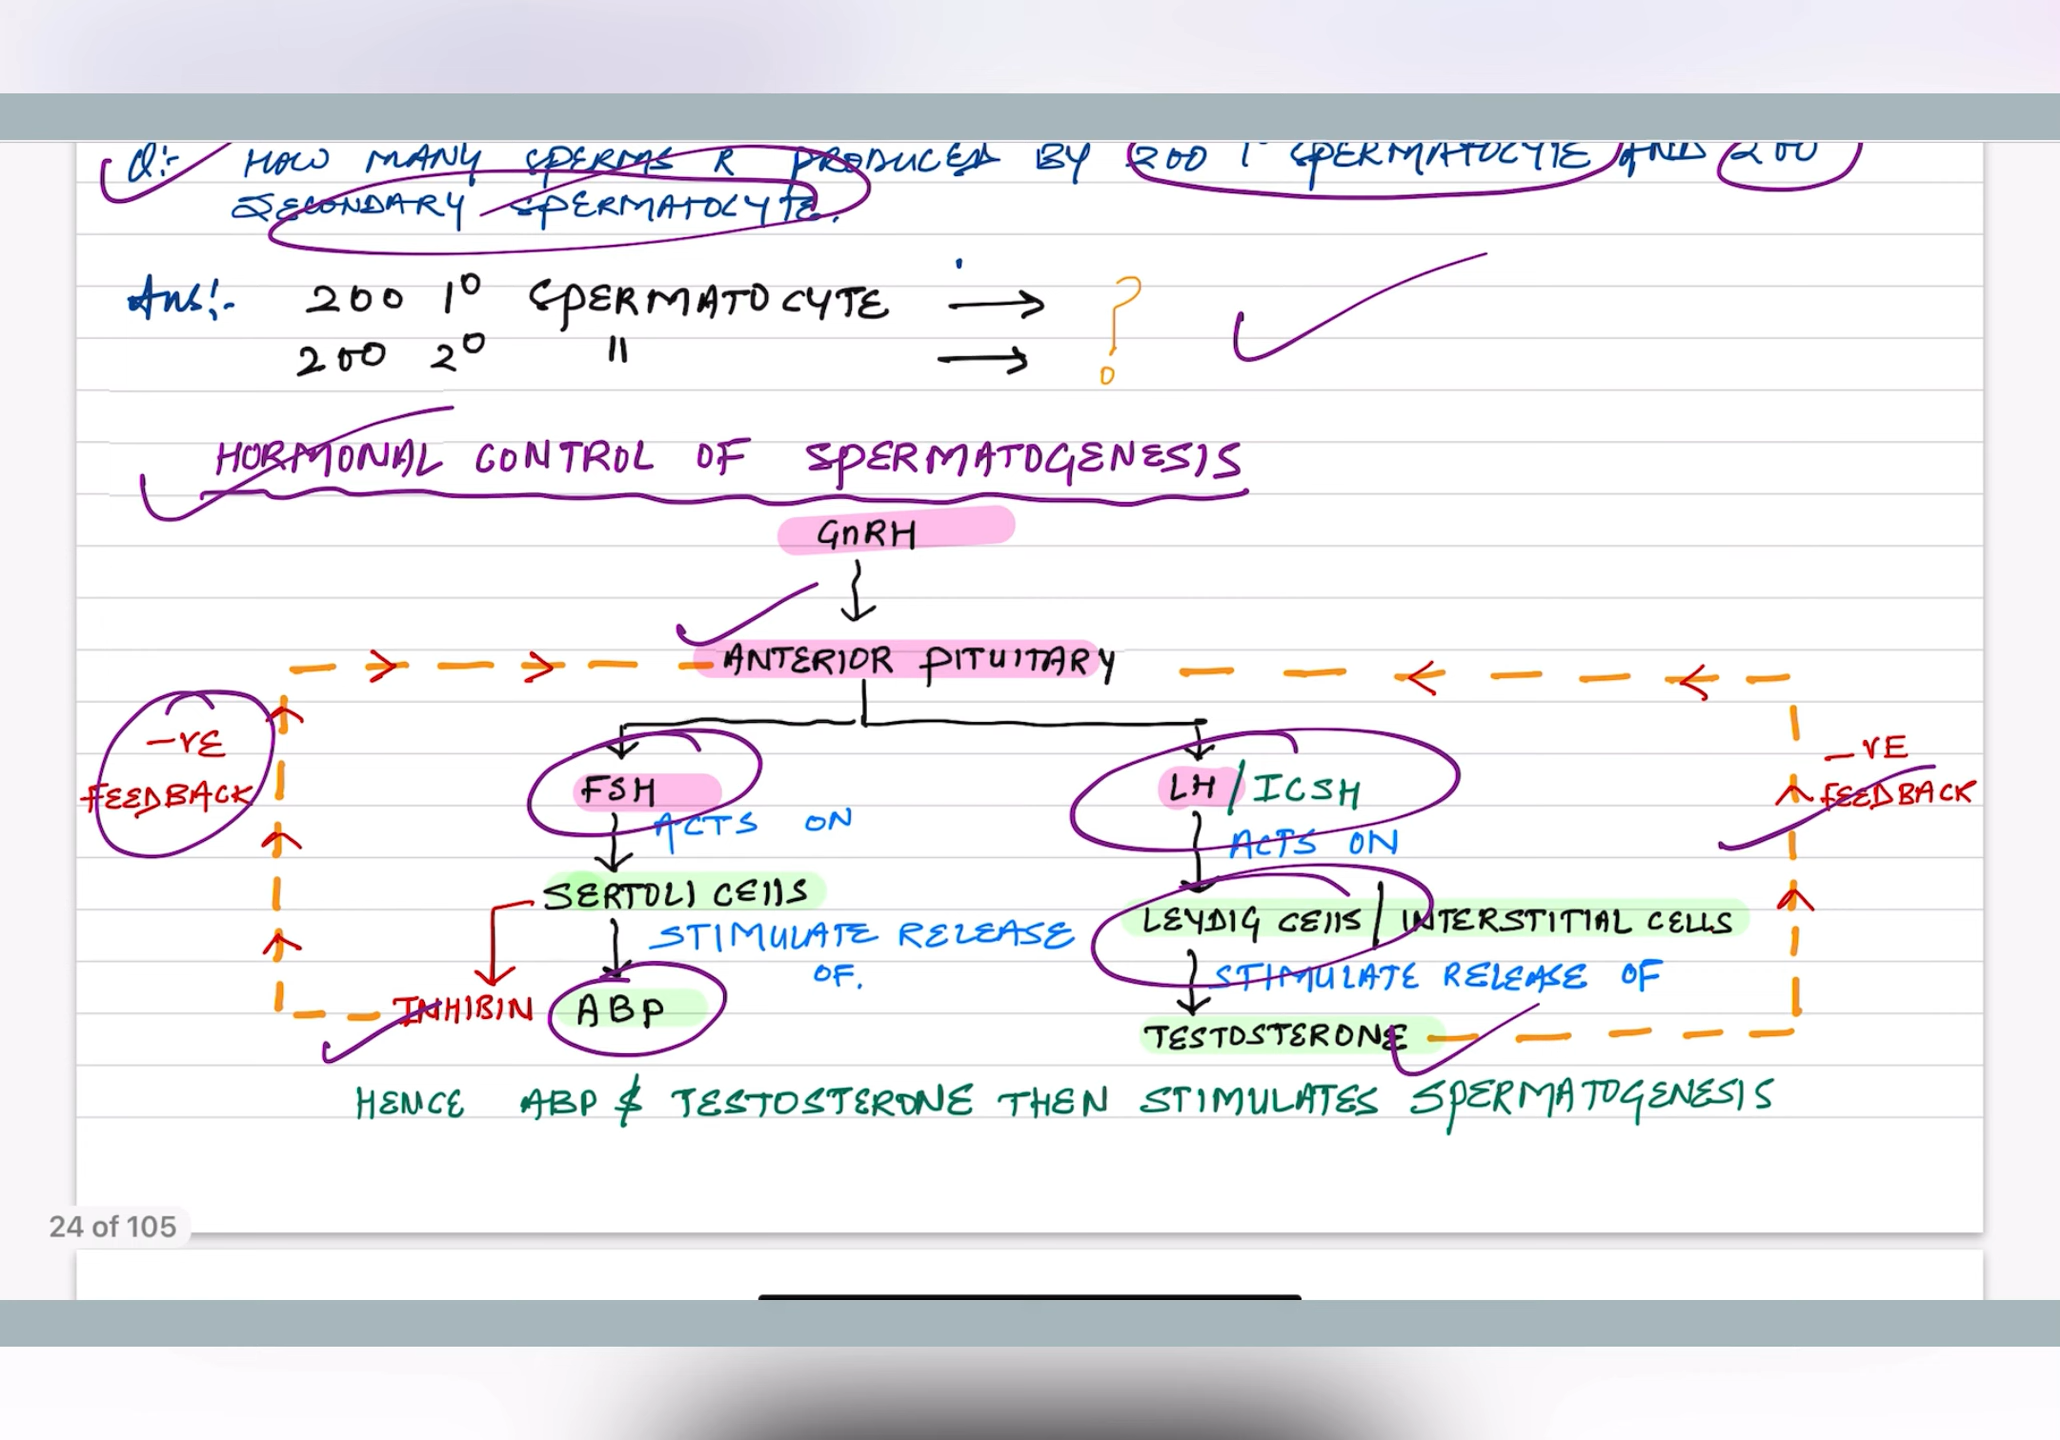 Q:- HOW MANY SPERMS R PRODUCED BY 200 1° SPERMATOCYTE AND 200
SECONDARY SPERMATOCYTE.
Ans:- 200 1° SPERMATOCYTE → ?
200 2° " →
HORMONAL CONTROL OF SPERMATOGENESIS
GnRH
ANTERIOR PITUITARY
-VE
FEEDBACK
FSH
ACTS ON
LH/ICSH
ACTS ON
-VE
FEEDBACK
SERTOLI CELLS
STIMULATE RELEASE
OF.
LEYDIG CELLS/INTERSTITIAL CELLS
STIMULATE RELEASE OF
INHIBIN
ABP
TESTOSTERONE
HENCE ABP & TESTOSTERONE THEN STIMULATES SPERMATOGENESIS
24 of 105